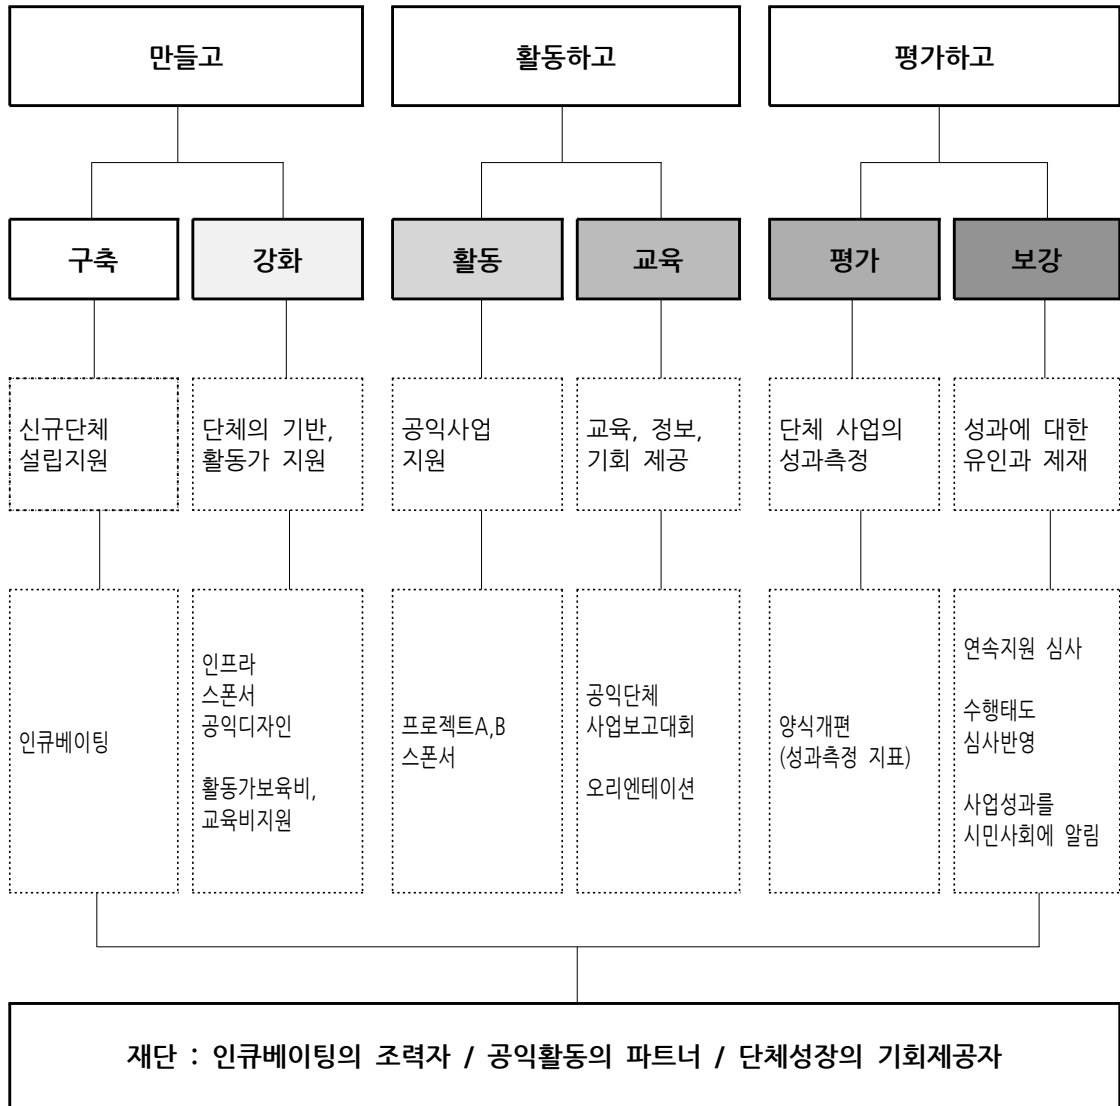 만들고
활동하고
평가하고
구축
강화
활동
교육
평가
보강
신규단체
설립지원
단체의 기반,
활동가 지원
공익사업
지원
교육, 정보,
기회 제공
단체 사업의
성과측정
성과에 대한
유인과 제재
인큐베이팅
인프라
스폰서
공익디자인
활동가보육비,
교육비지원
프로젝트A,B
스폰서
공익단체
사업보고대회
오리엔테이션
양식개편
(성과측정 지표)
연속지원 심사
수행태도
심사반영
사업성과를
시민사회에 알림
재단 : 인큐베이팅의 조력자 / 공익활동의 파트너 / 단체성장의 기회제공자